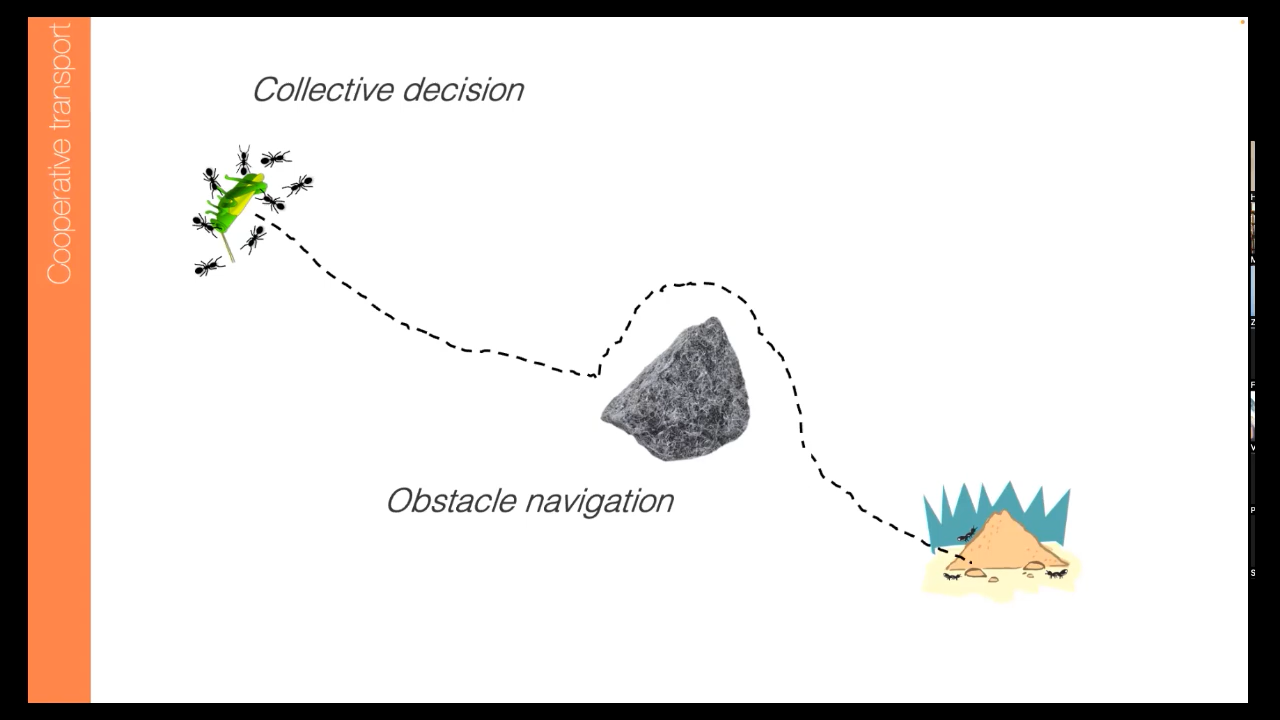 Cooperative transport
Collective decision
Obstacle navigation